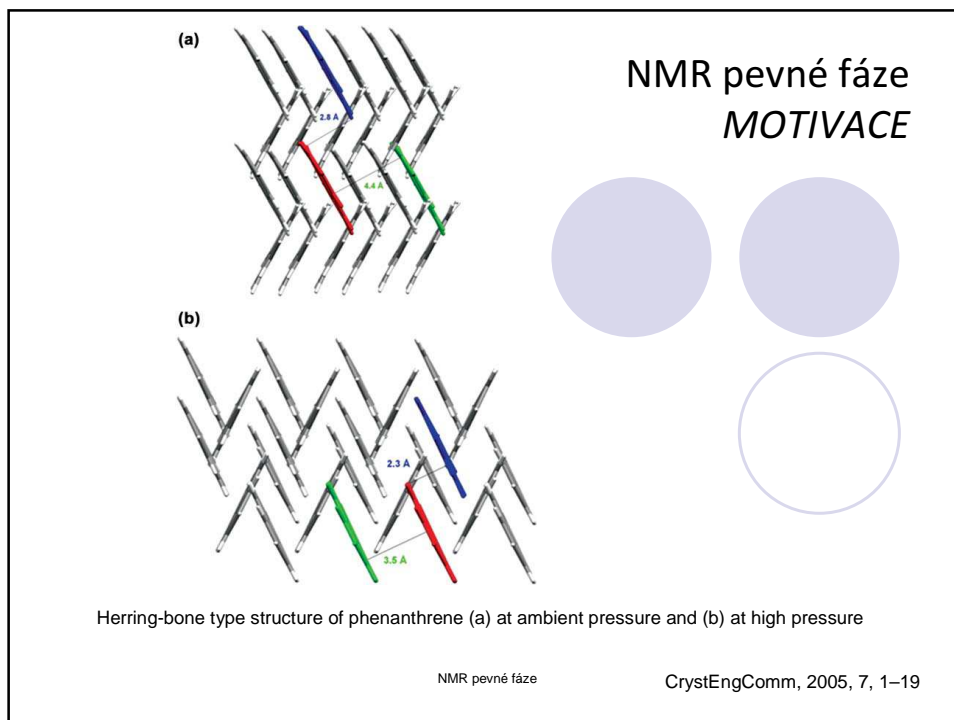 NMR pevné fáze
MOTIVACE
(a)
2.8 Å
4.4 Å
(b)
2.3 Å
3.5 Å
Herring-bone type structure of phenanthrene (a) at ambient pressure and (b) at high pressure
NMR pevné fáze
CrystEngComm, 2005, 7, 1–19